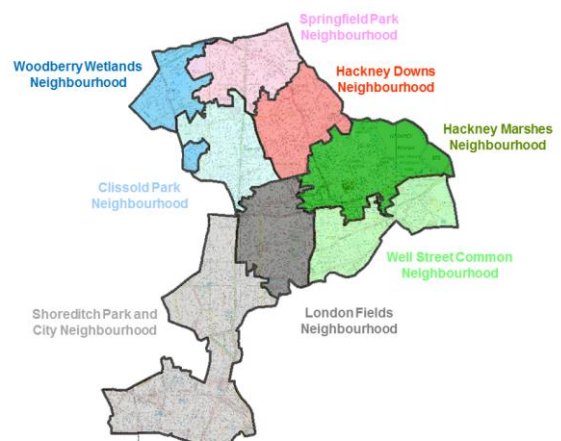 Springfield Park
Neighbourhood
Woodberry Wetlands
Neighbourhood
Hackney Downs
Neighbourhood
Hackney Marshes
Neighbourhood
Clissold Park
Neighbourhood
Well Street Common
Neighbourhood
Shoreditch Park and
City Neighbourhood
London Fields
Neighbourhood